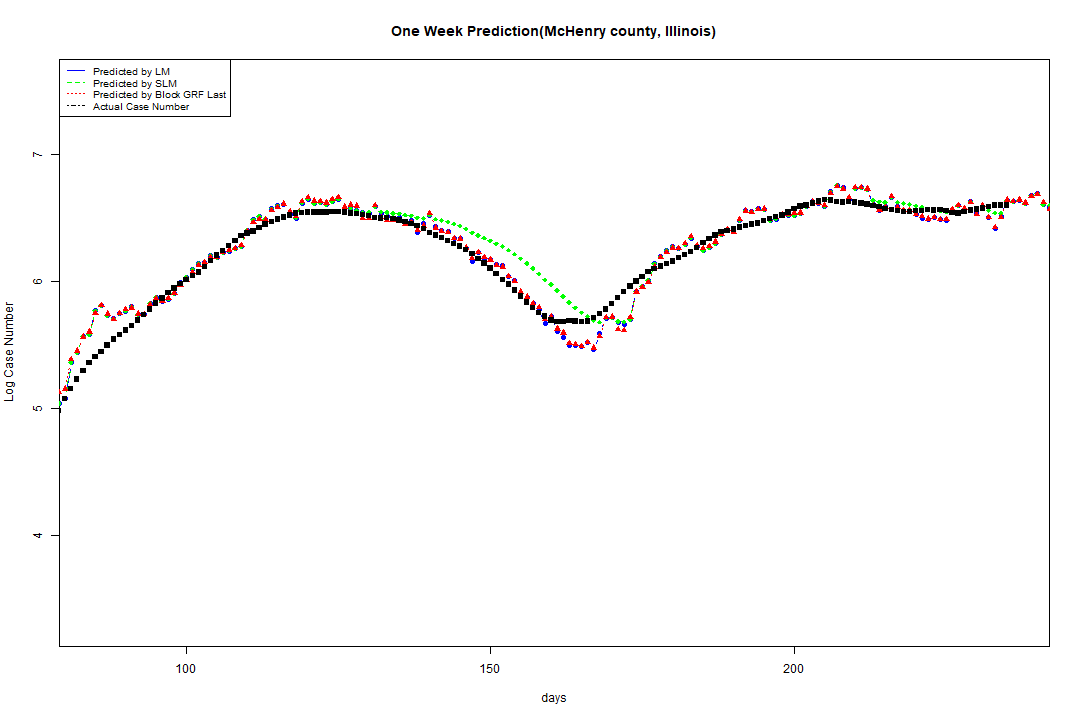 One Week Prediction(McHenry county, Illinois)
Predicted by LM
Predicted by SLM
Predicted by Block GRF Last
Actual Case Number
7
6
5
4
Log Case Number
100 150 200
days